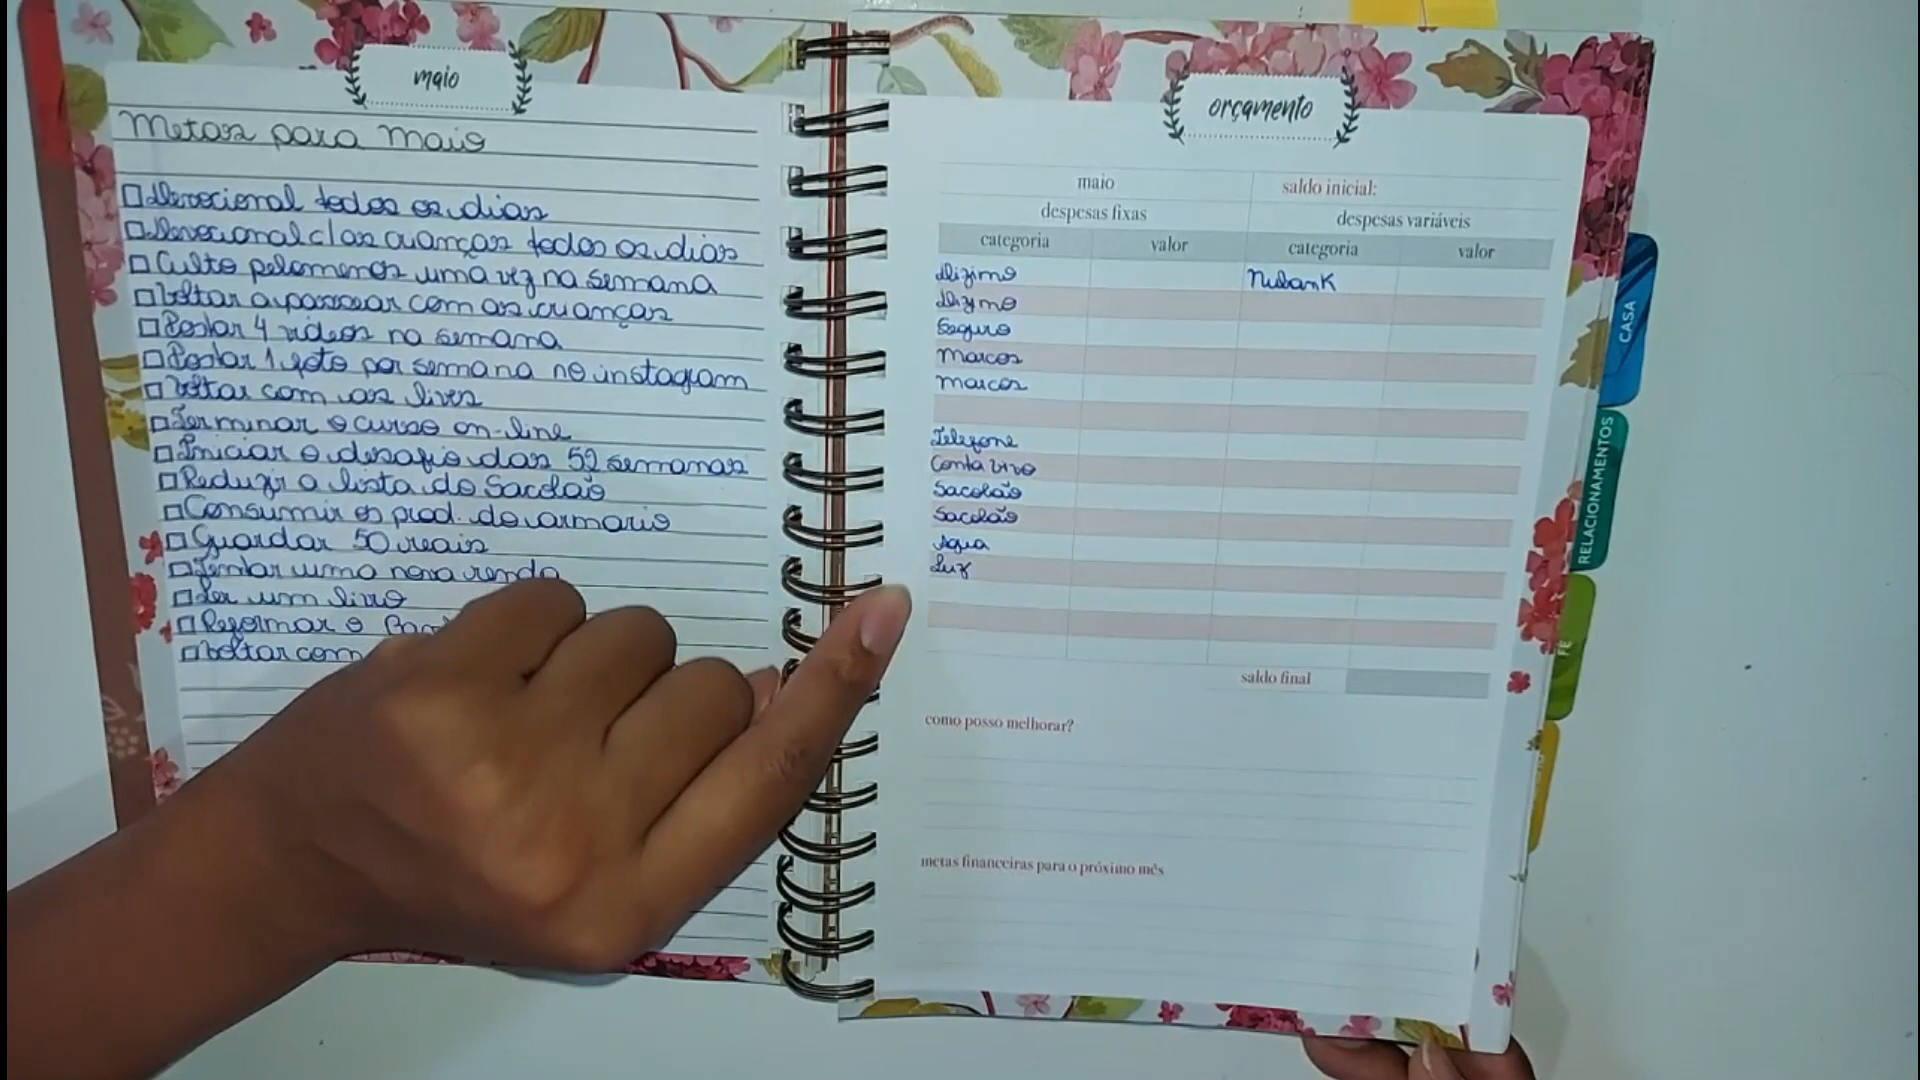 maio
Metas para Maio
Devocional todos os dias
Devocional das crianças todos os dias
Culto pelomenos uma vez na semana
Voltar a passear com as crianças
Postar 4 videos na semana
Postar 1 foto por semana no instagram
Voltar com as lives
Terminar o curso on-line
Iniciar o desafio das 52 semanas
Reduzir a lista do Sacolão
Consumir os prod. do armario
Guardar 50 reais
Tentar uma nova renda
Ler um livro
Reformar o
Voltar com
orçamento
maio saldo inicial:
despesas fixas despesas variáveis
categoria valor categoria valor
Dizimo Nubank
Dizymo
Seguro
Marcos
Marcos
Telefone
Conta vivo
Sacolão
Sacolão
Agua
Luz
saldo final
como posso melhorar?
metas financeiras para o próximo mês
CASA
RELACIONAMENTOS
FÉ